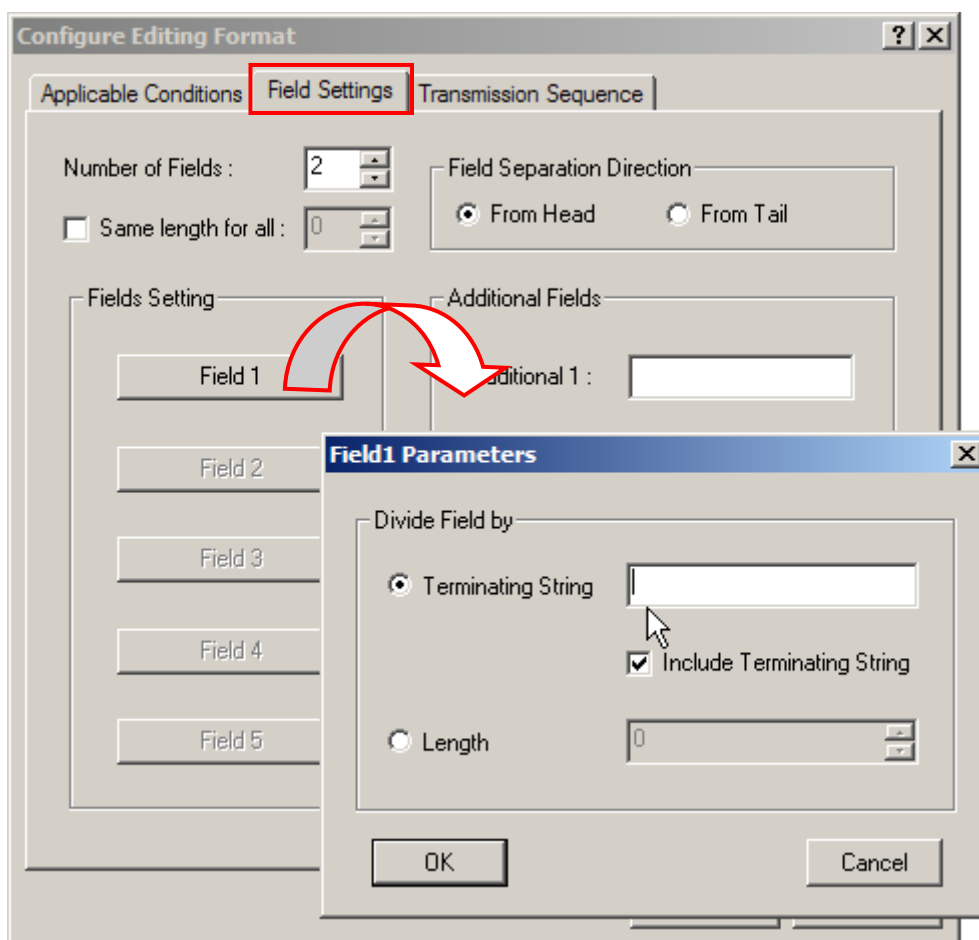 Configure Editing Format
Applicable Conditions Field Settings Transmission Sequence
Number of Fields : 2
Field Separation Direction
Same length for all : 0
From Head From Tail
Fields Setting
Additional Fields
Field 1
ditional 1 :
Field 2
Field 3
Field 4
Field 5
Field1 Parameters
Divide Field by
Terminating String
Include Terminating String
Length 0
OK Cancel